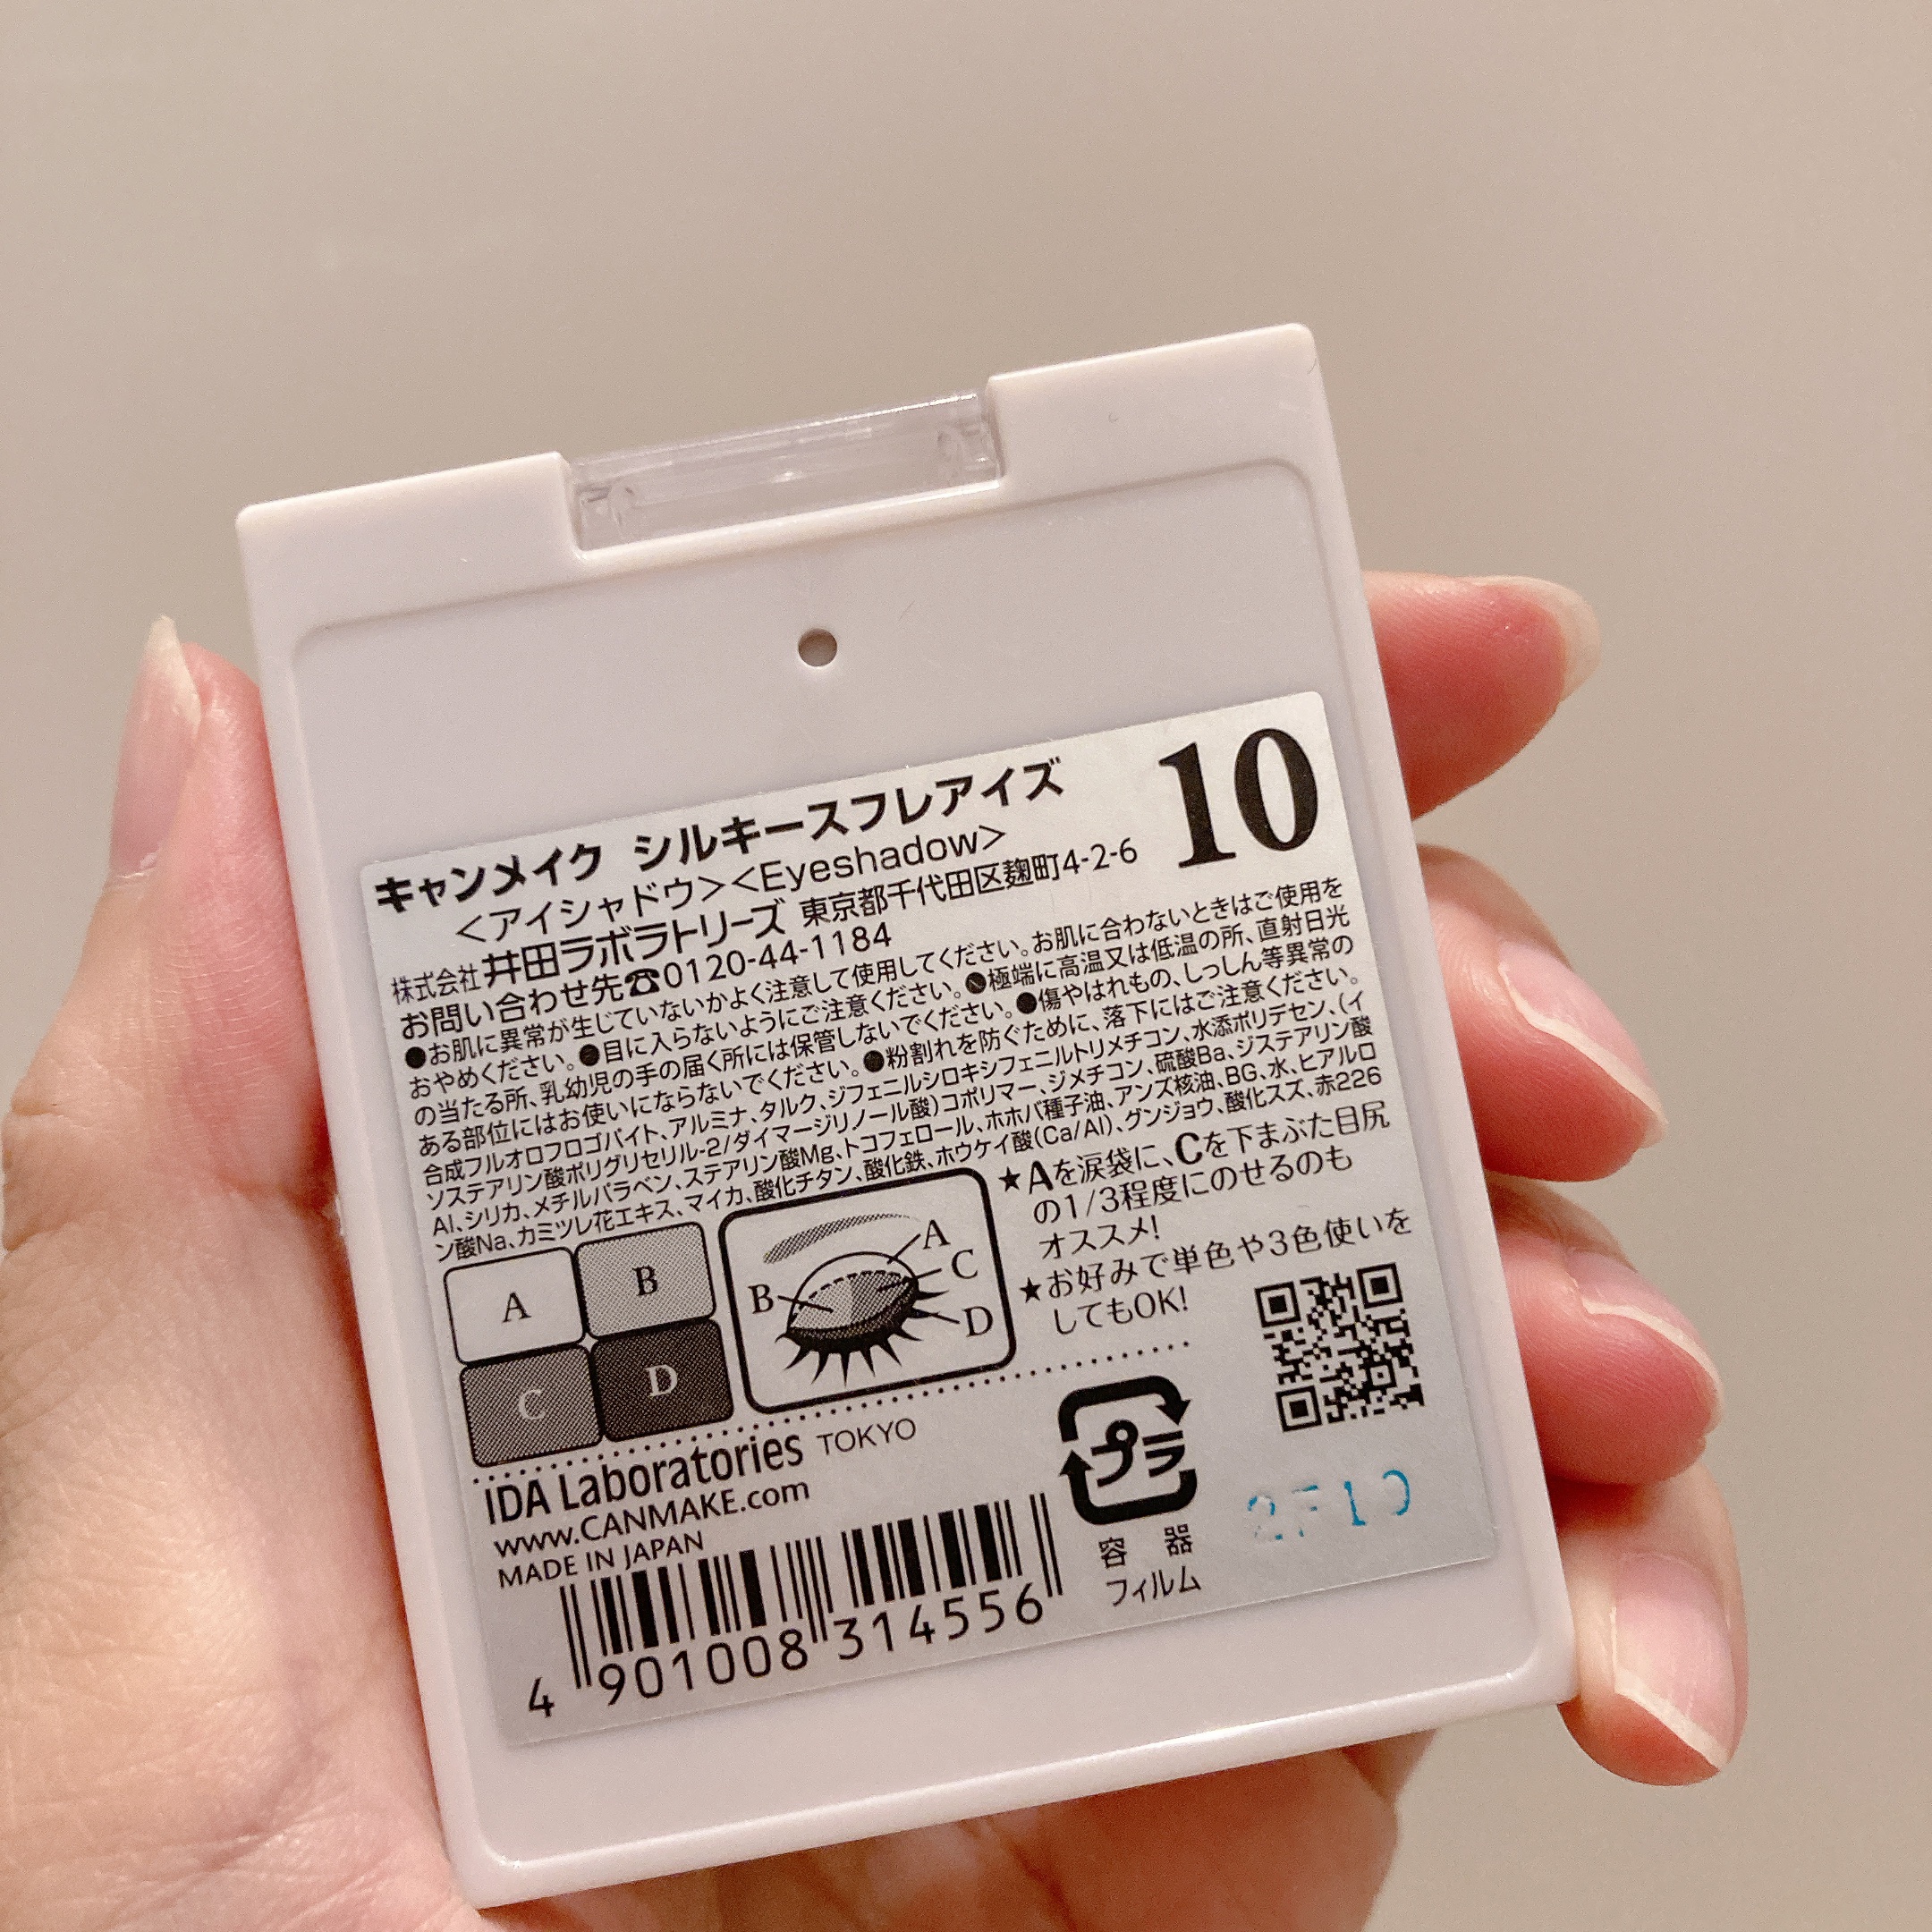 キャンメイク シルキースフレアイズ
10
<アイシャドウ><Eyeshadow>
株式会社 井田ラボラトリーズ 東京都千代田区麹町4-2-6
お問い合わせ先☎0120-44-1184
●お肌に異常が生じていないかよく注意して使用してください。お肌に合わないときはご使用を
おやめください。●目に入らないようにご注意ください。●極端に高温又は低温の所、直射日光
の当たる所、乳幼児の手の届く所には保管しないでください。●傷やはれもの、しっしん等異常の
ある部位にはお使いにならないでください。●粉割れを防ぐために、落下にはご注意ください。
合成フルオロフロゴパイト、アルミナ、タルク、ジフェニルシロキシフェニルトリメチコン、水添ポリデセン、(イ
ソステアリン酸ポリグリセリル-2/ダイマージリノール酸)コポリマー、ジメチコン、硫酸Ba、ジステアリン酸
Al、シリカ、メチルパラベン、ステアリン酸Mg、トコフェロール、ホホバ種子油、アンズ核油、BG、水、ヒアルロ
ン酸Na、カミツレ花エキス、マイカ、酸化チタン、酸化鉄、ホウケイ酸(Ca/Al)、グンジョウ、酸化スズ、赤226
A
B
C
D
A
B
C
D
★Aを涙袋に、Cを下まぶた目尻
の1/3程度にのせるのも
オススメ!
★お好みで単色や3色使いを
してもOK!
IDA Laboratories TOKYO
www.CANMAKE.com
MADE IN JAPAN
4 901008 314556
プラ
容 器
フィルム
2F10